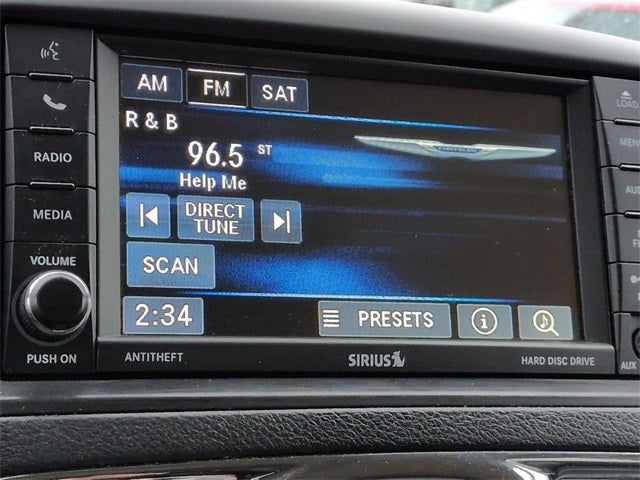 AM FM SAT
LOAD
R & B
96.5 ST
Help Me
RADIO
MEDIA
DIRECT
TUNE
SCAN
VOLUME
2:34
PRESETS
PUSH ON
ANTITHEFT
SIRIUS
HARD DISC DRIVE
AUX